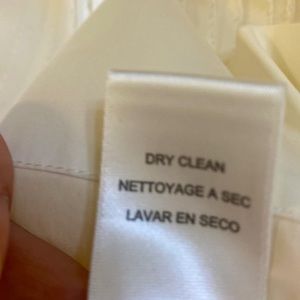 DRY CLEAN
NETTOYAGE A SEC
LAVAR EN SECO